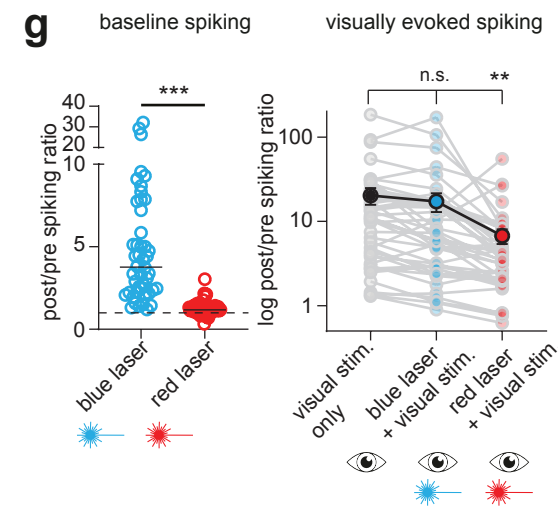 g
baseline spiking
visually evoked spiking
***
n.s.
**
post/pre spiking ratio
40
30
20
10
5
0
blue laser
red laser
log post/pre spiking ratio
100
10
1
visual stim.
only
blue laser
+ visual stim.
red laser
+ visual stim